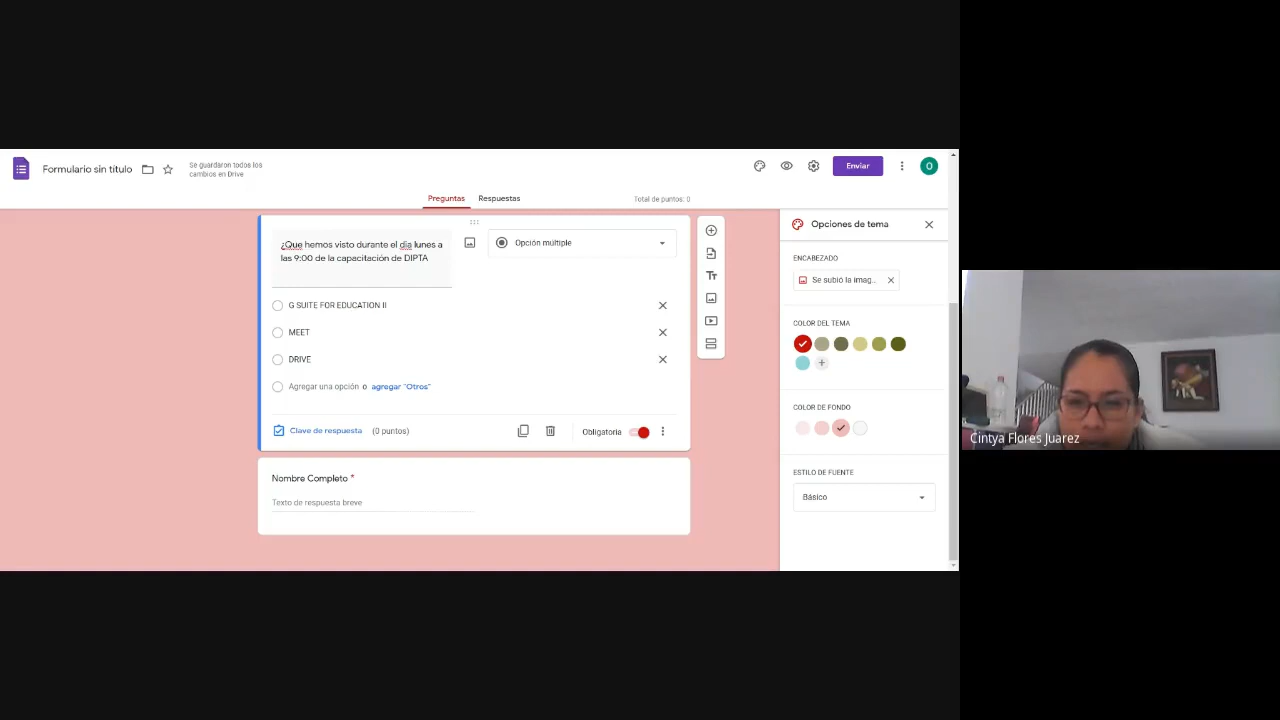 Formulario sin título
Se guardaron todos los
cambios en Drive
Enviar
O
Preguntas
Respuestas
Total de puntos: 0
¿Que hemos visto durante el dia lunes a
las 9:00 de la capacitación de DIPTA
Opción múltiple
G SUITE FOR EDUCATION II
MEET
DRIVE
Agregar una opción o agregar "Otros"
Clave de respuesta (0 puntos)
Obligatoria
Nombre Completo *
Texto de respuesta breve
Tт
Opciones de tema
ENCABEZADO
Se subió la imag...
COLOR DEL TEMA
COLOR DE FONDO
ESTILO DE FUENTE
Básico
Cintya Flores Juarez